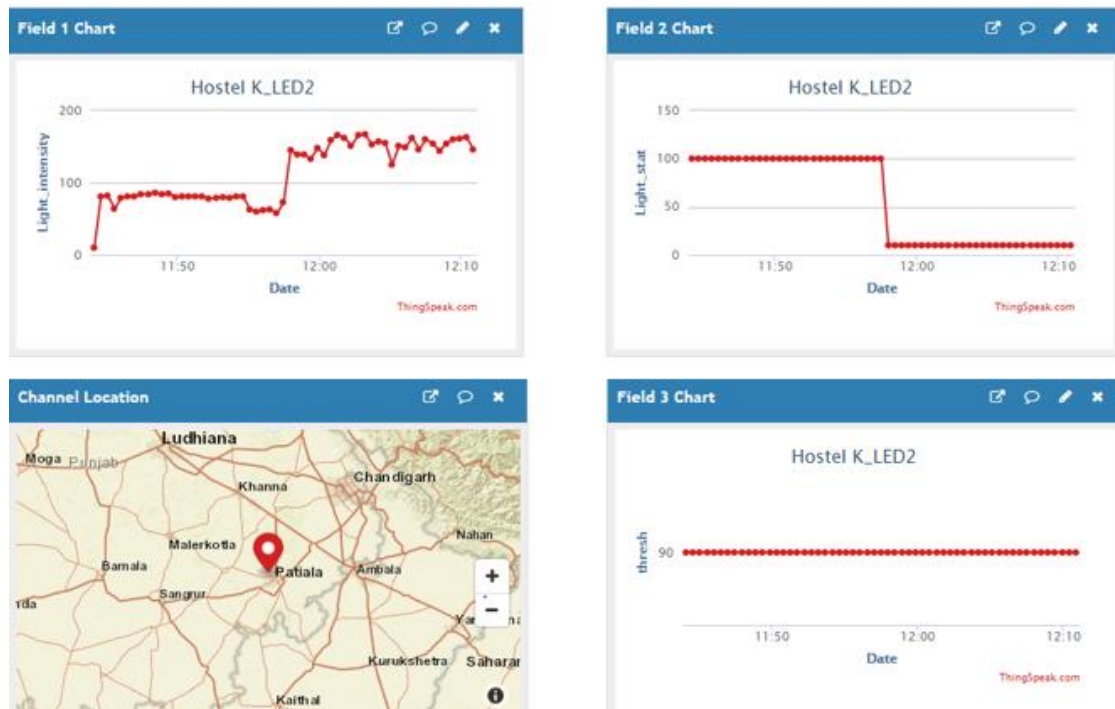 Field 1 Chart
Hostel K_LED2
Light_intensity
200
100
0
11:50
12:00
12:10
Date
ThingSpeak.com
Field 2 Chart
Hostel K_LED2
Light_stat
150
100
50
0
11:50
12:00
12:10
Date
ThingSpeak.com
Channel Location
Ludhiana
Moga
Punjab
Chandigarh
Khanna
Nahan
Malerkotla
Barnala
Patiala
Ambala
+
Sangrur
−
Kurukshetra
Kaithal
Field 3 Chart
Hostel K_LED2
thresh
90
11:50
12:00
12:10
Date
ThingSpeak.com